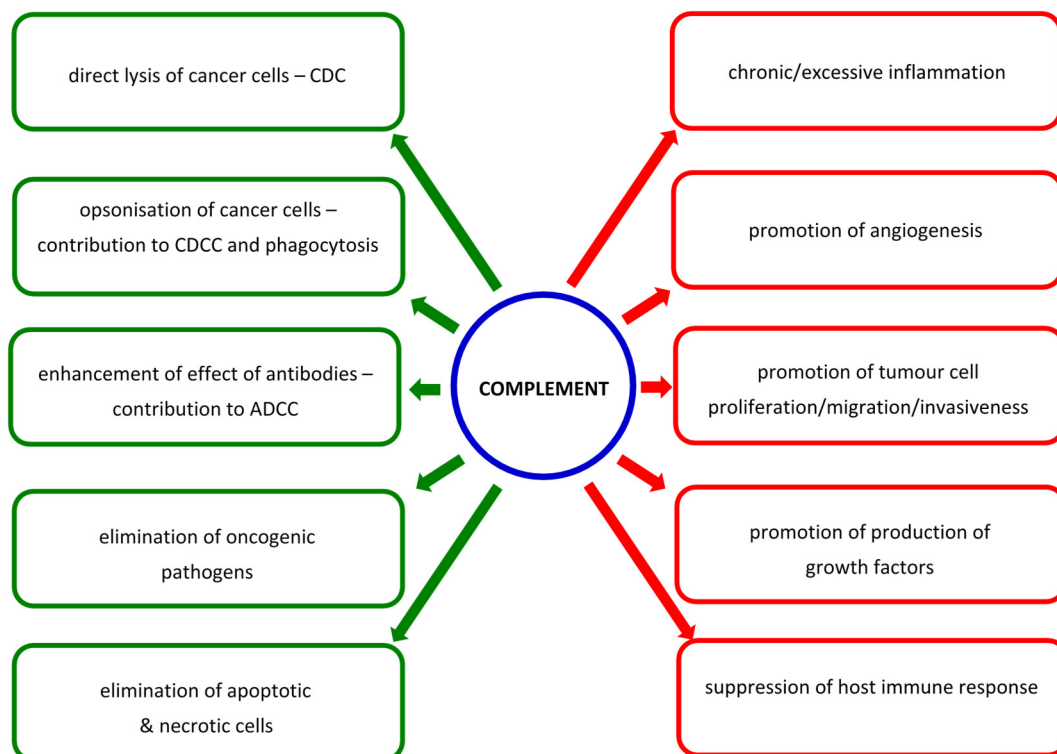 direct lysis of cancer cells – CDC
opsonisation of cancer cells –
contribution to CDCC and phagocytosis
enhancement of effect of antibodies –
contribution to ADCC
elimination of oncogenic
pathogens
elimination of apoptotic
& necrotic cells
COMPLEMENT
chronic/excessive inflammation
promotion of angiogenesis
promotion of tumour cell
proliferation/migration/invasiveness
promotion of production of
growth factors
suppression of host immune response